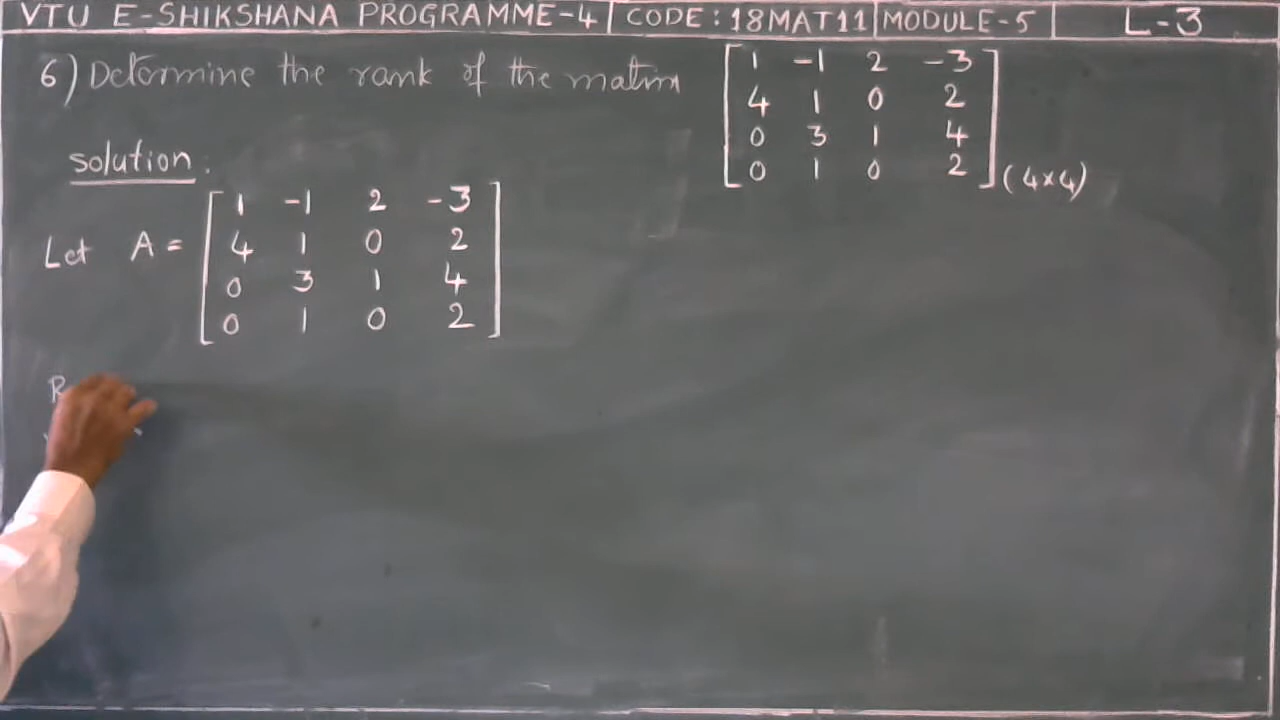 VTU E-SHIKSHANA PROGRAMME-4 | CODE: 18MAT11 | MODULE-5 | L-3
6) Determine the rank of the matrix
1 -1 2 -3
4 1 0 2
0 3 1 4
0 1 0 2
(4×4)
Solution:
Let A =
1 -1 2 -3
4 1 0 2
0 3 1 4
0 1 0 2
R